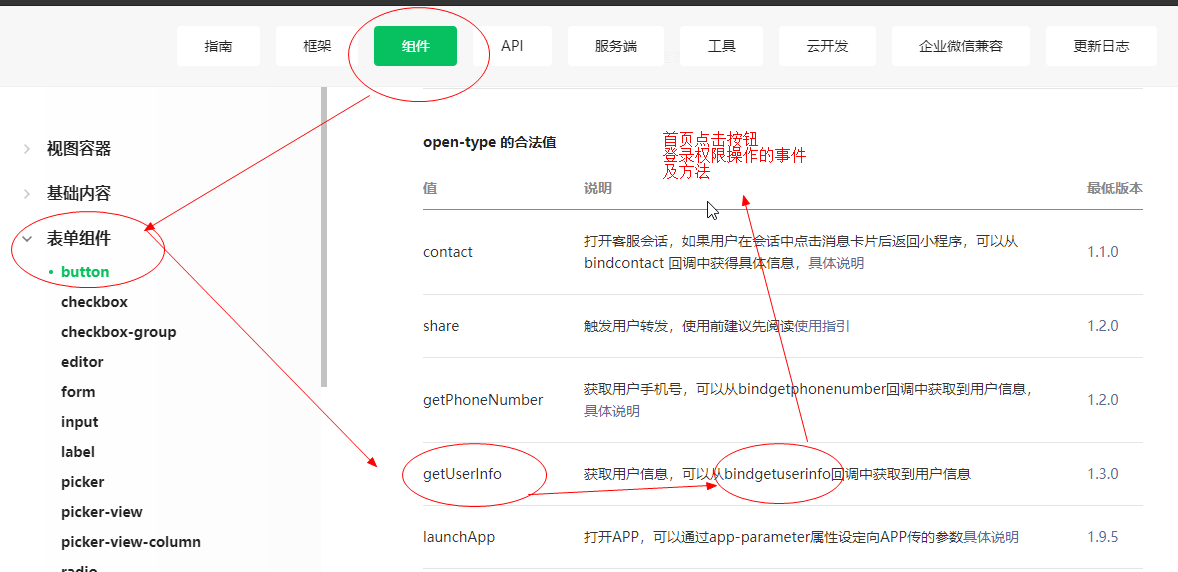 指南 框架 组件 API 服务端 工具 云开发 企业微信兼容 更新日志
视图容器
基础内容
表单组件
button
checkbox
checkbox-group
editor
form
input
label
picker
picker-view
picker-view-column
radio
open-type 的合法值
首页点击按钮
登录权限操作的事件
及方法
值 说明 最低版本
contact 打开客服会话，如果用户在会话中点击消息卡片后返回小程序，可以从
bindcontact 回调中获得具体信息，具体说明 1.1.0
share 触发用户转发，使用前建议先阅读使用指引 1.2.0
getPhoneNumber 获取用户手机号，可以从bindgetphonenumber回调中获取到用户信息，
具体说明 1.2.0
getUserInfo 获取用户信息，可以从bindgetuserinfo回调中获取到用户信息 1.3.0
launchApp 打开APP，可以通过app-parameter属性设定向APP传的参数具体说明 1.9.5